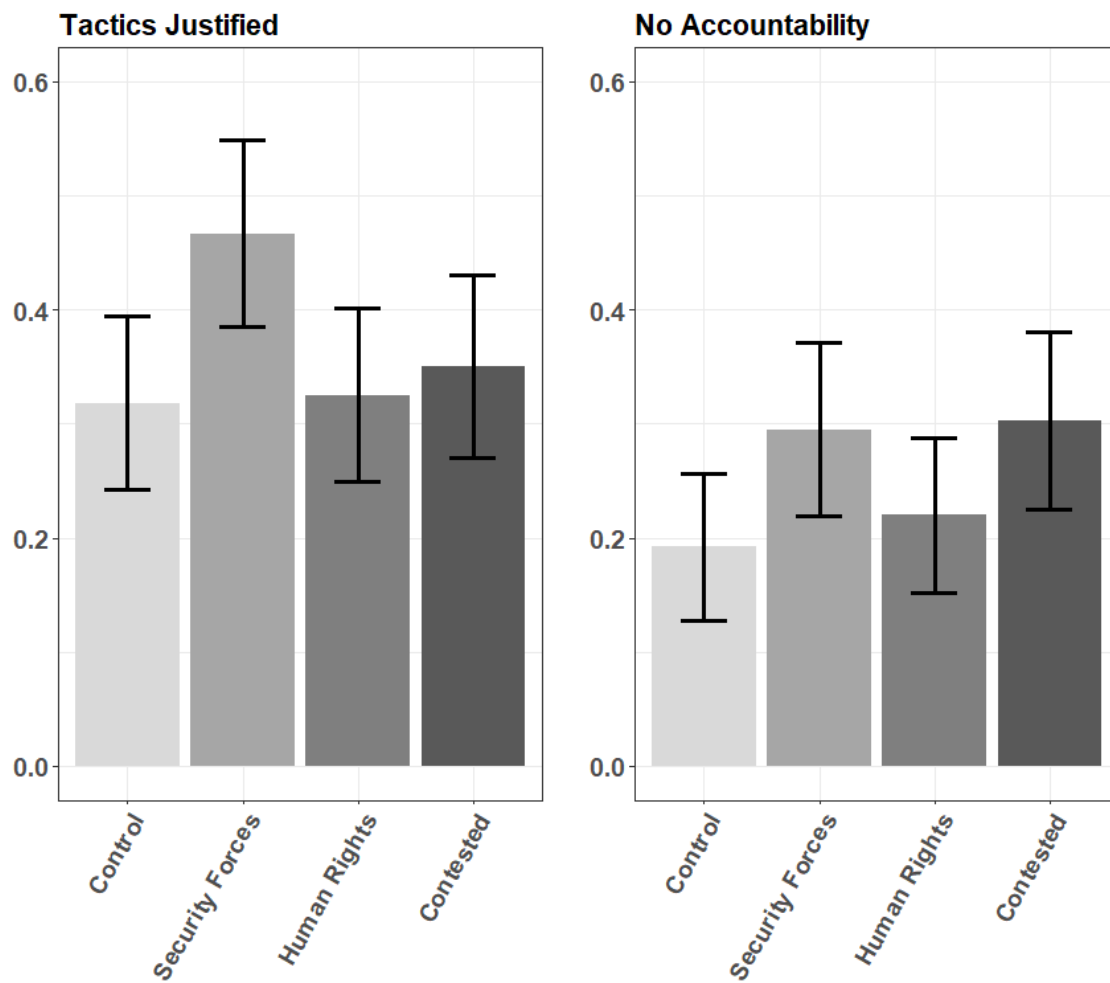 Tactics Justified
0.6
0.4
0.2
0.0
Control
Security Forces
Human Rights
Contested
No Accountability
0.6
0.4
0.2
0.0
Control
Security Forces
Human Rights
Contested